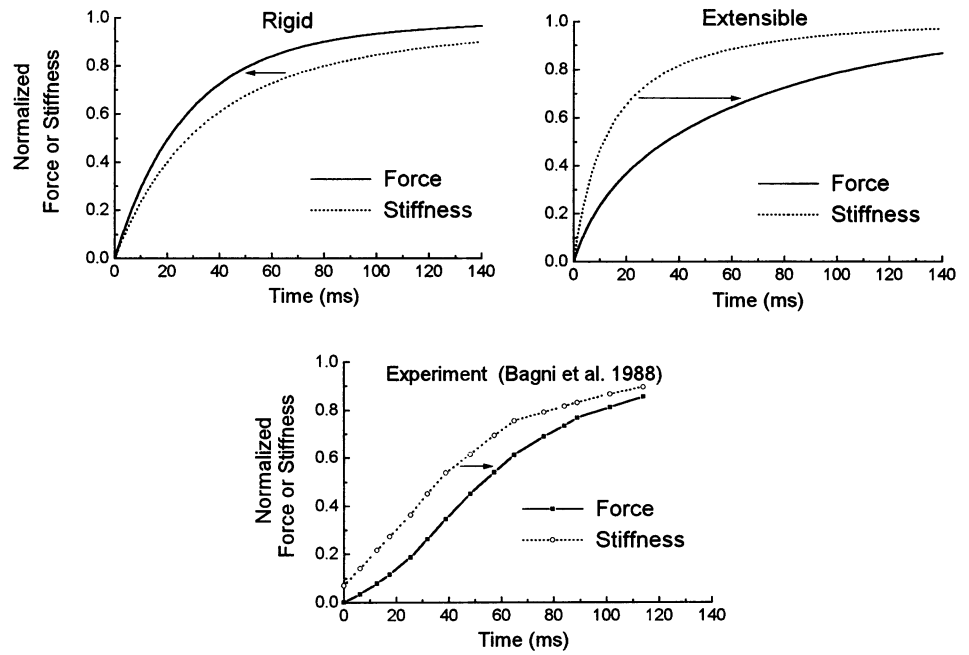 Rigid
Normalized
Force or Stiffness
1.0
0.8
0.6
0.4
0.2
0.0
Force
Stiffness
0 20 40 60 80 100 120 140
Time (ms)
Extensible
1.0
0.8
0.6
0.4
0.2
0.0
Force
Stiffness
0 20 40 60 80 100 120 140
Time (ms)
Experiment (Bagni et al. 1988)
Normalized
Force or Stiffness
1.0
0.8
0.6
0.4
0.2
0.0
Force
Stiffness
0 20 40 60 80 100 120 140
Time (ms)